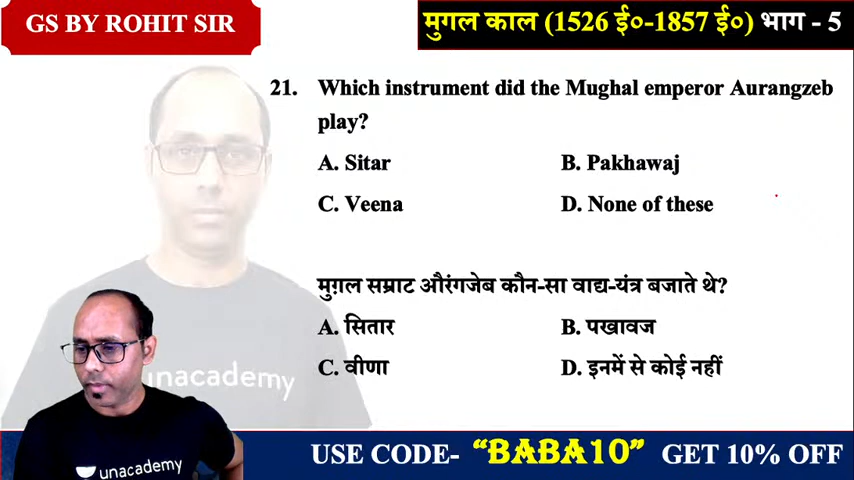 GS BY ROHIT SIR
मुगल काल (1526 ई०-1857 ई०) भाग - 5
21. Which instrument did the Mughal emperor Aurangzeb
play?
A. Sitar B. Pakhawaj
C. Veena D. None of these
मुग़ल सम्राट औरंगजेब कौन-सा वाद्य-यंत्र बजाते थे?
A. सितार B. पखावज
C. वीणा D. इनमें से कोई नहीं
unacademy
unacademy
USE CODE- “BABA10” GET 10% OFF